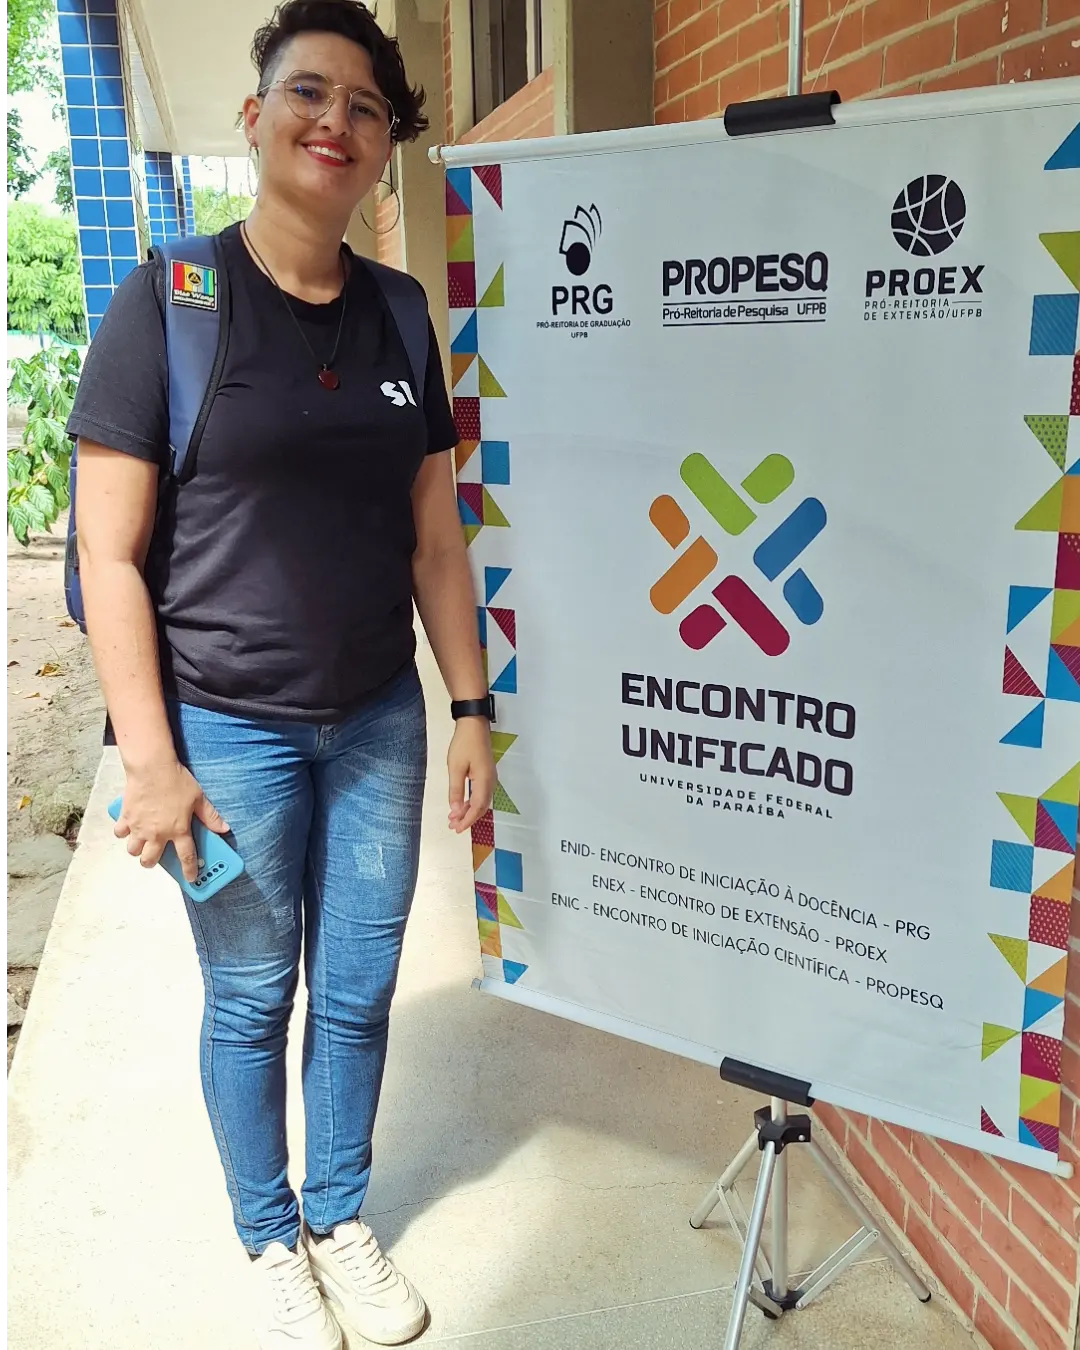 Blue Wave
SI
PRG
PRÓ-REITORIA DE GRADUAÇÃO
UFPB
PROPESQ
Pró-Reitoria de Pesquisa UFPB
PROEX
PRÓ-REITORIA
DE EXTENSÃO/UFPB
ENCONTRO
UNIFICADO
UNIVERSIDADE FEDERAL
DA PARAÍBA
ENID- ENCONTRO DE INICIAÇÃO À DOCÊNCIA - PRG
ENEX - ENCONTRO DE EXTENSÃO - PROEX
ENIC - ENCONTRO DE INICIAÇÃO CIENTÍFICA - PROPESQ